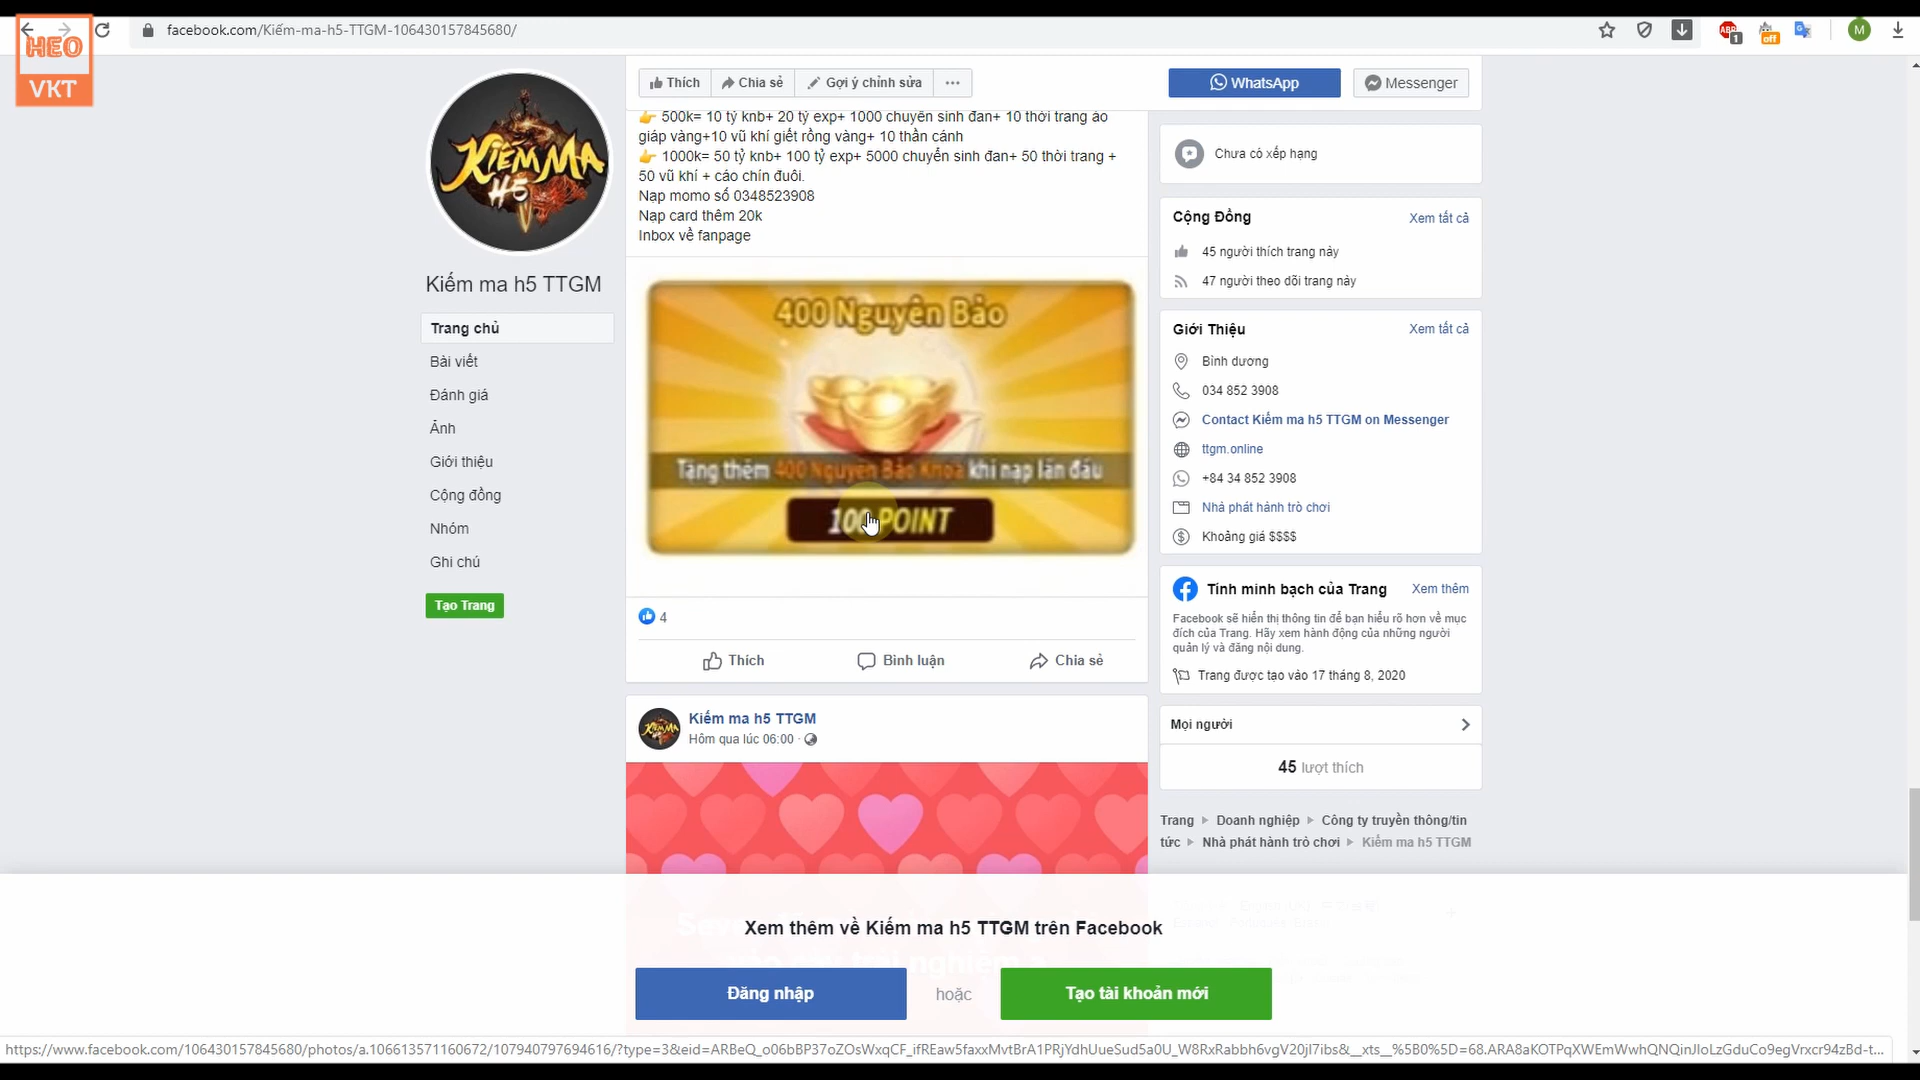 HEO
VKT
facebook.com/Kiếm-ma-h5-TTGM-106430157845680/
ABP
1
off
M
Thích
Chia sẻ
Gợi ý chỉnh sửa
WhatsApp
Messenger
KIẾM MA
H5
Kiếm ma h5 TTGM
Trang chủ
Bài viết
Đánh giá
Ảnh
Giới thiệu
Cộng đồng
Nhóm
Ghi chú
Tạo Trang
👉 500k= 10 tỷ knb+ 20 tỷ exp+ 1000 chuyển sinh đan+ 10 thời trang áo
giáp vàng+10 vũ khí giết rồng vàng+ 10 thần cánh
👉 1000k= 50 tỷ knb+ 100 tỷ exp+ 5000 chuyển sinh đan+ 50 thời trang +
50 vũ khí + cáo chín đuôi.
Nạp momo số 0348523908
Nạp card thêm 20k
Inbox về fanpage
400 Nguyên Bảo
Tặng thêm 400 Nguyên Bảo Khoá khi nạp lần đầu
100 POINT
4
Thích
Bình luận
Chia sẻ
KIẾM MA
Kiếm ma h5 TTGM
Hôm qua lúc 06:00 ·
Chưa có xếp hạng
Cộng Đồng
Xem tất cả
45 người thích trang này
47 người theo dõi trang này
Giới Thiệu
Xem tất cả
Bình dương
034 852 3908
Contact Kiếm ma h5 TTGM on Messenger
ttgm.online
+84 34 852 3908
Nhà phát hành trò chơi
Khoảng giá $$$$
Tính minh bạch của Trang
Xem thêm
Facebook sẽ hiển thị thông tin để bạn hiểu rõ hơn về mục
đích của Trang. Hãy xem hành động của những người
quản lý và đăng nội dung.
Trang được tạo vào 17 tháng 8, 2020
Mọi người
45 lượt thích
Trang
Doanh nghiệp
Công ty truyền thông/tin
tức
Nhà phát hành trò chơi
Kiếm ma h5 TTGM
Xem thêm về Kiếm ma h5 TTGM trên Facebook
Đăng nhập
hoặc
Tạo tài khoản mới